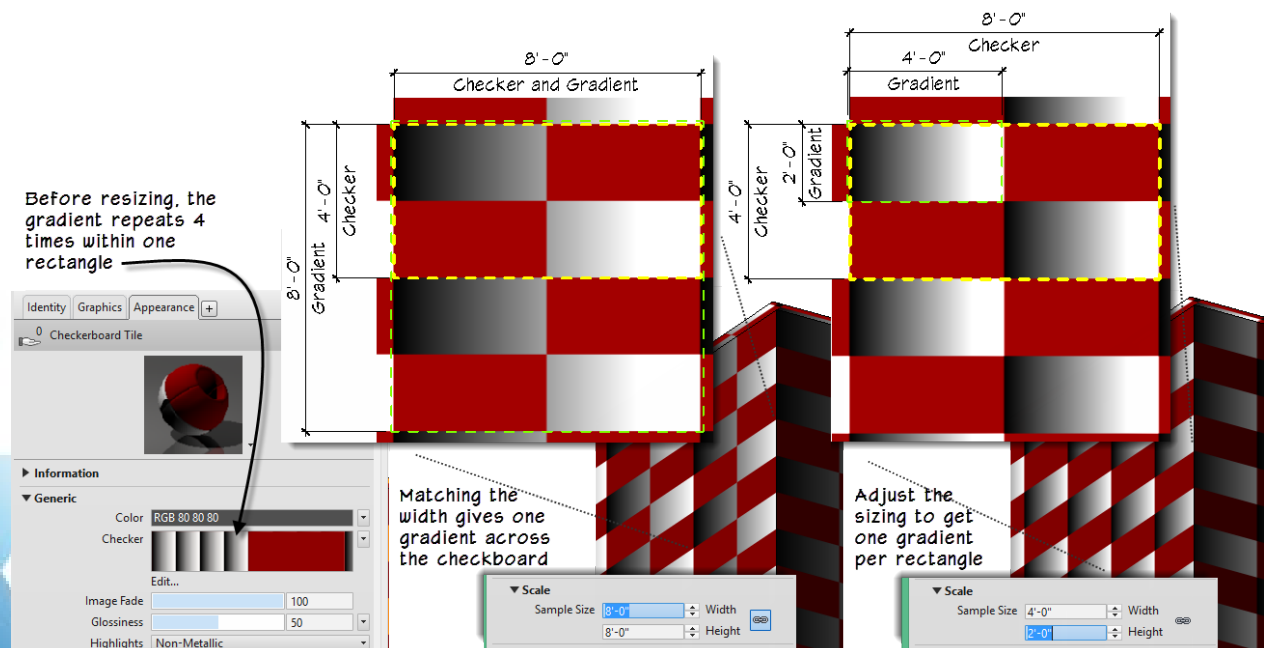 8'-0"
Checker and Gradient
4'-0"
Checker
8'-0"
Gradient
8'-0"
Checker
4'-0"
Gradient
2'-0"
Gradient
4'-0"
Checker
Before resizing, the
gradient repeats 4
times within one
rectangle
Identity Graphics Appearance +
0
Checkerboard Tile
Information
Generic
Color RGB 80 80 80
Checker
Edit...
Image Fade 100
Glossiness 50
Highlights Non-Metallic
Matching the
width gives one
gradient across
the checkboard
Scale
Sample Size 8'-0" Width
8'-0" Height
Adjust the
sizing to get
one gradient
per rectangle
Scale
Sample Size 4'-0" Width
2'-0" Height